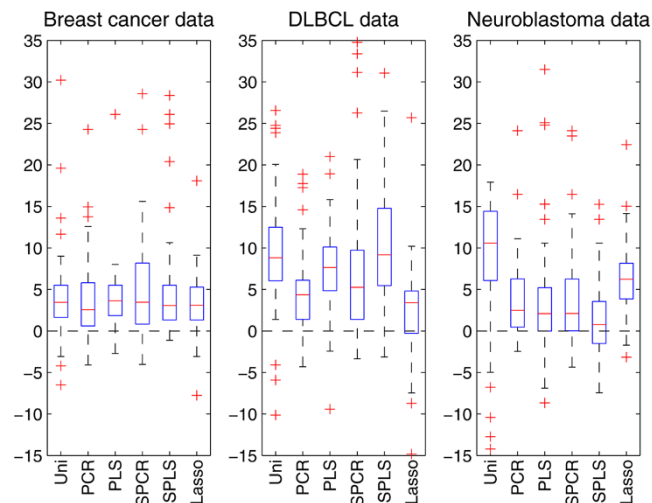 Breast cancer data
DLBCL data
Neuroblastoma data
35
30
25
20
15
10
5
0
−5
−10
−15
Uni
PCR
PLS
SPCR
SPLS
Lasso
35
30
25
20
15
10
5
0
−5
−10
−15
Uni
PCR
PLS
SPCR
SPLS
Lasso
35
30
25
20
15
10
5
0
−5
−10
−15
Uni
PCR
PLS
SPCR
SPLS
Lasso